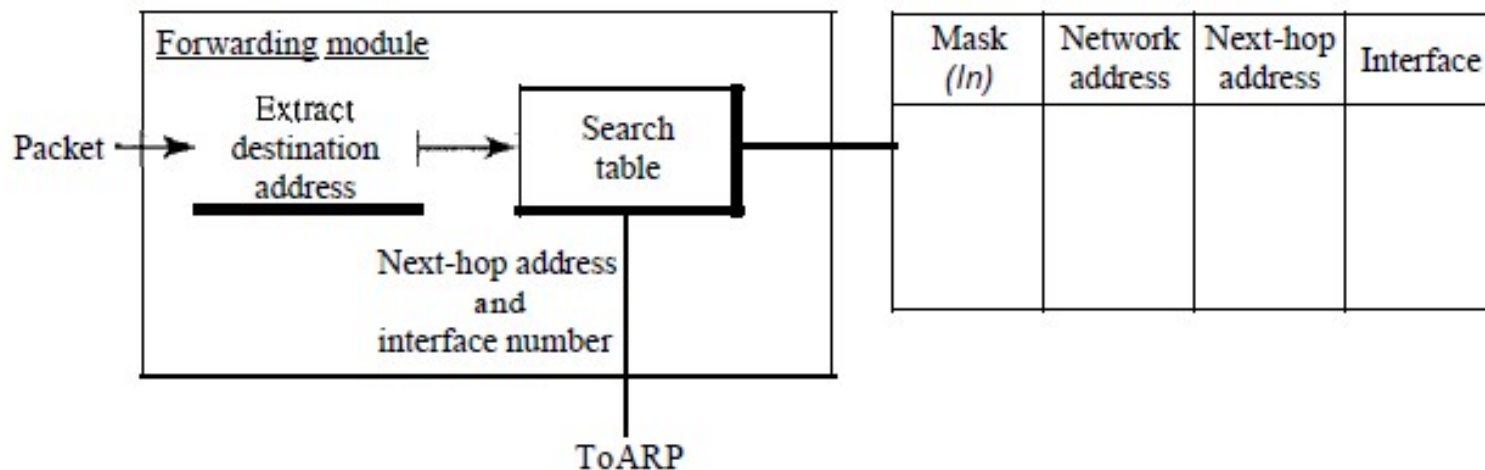 Forwarding module
Packet
Extract
destination
address
Search
table
Next-hop address
and
interface number
ToARP
Mask
(In)
Network
address
Next-hop
address
Interface